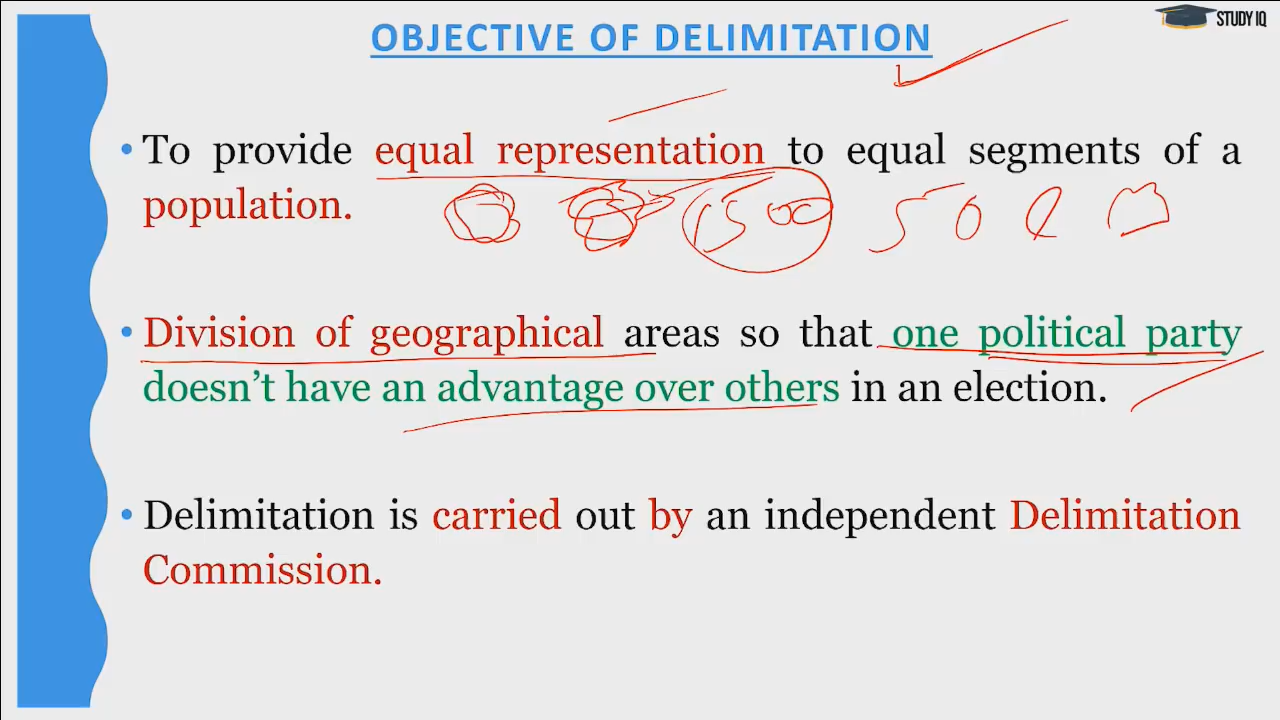 STUDY IQ
OBJECTIVE OF DELIMITATION
• To provide equal representation to equal segments of a
population.
1500 50
• Division of geographical areas so that one political party
doesn't have an advantage over others in an election.
• Delimitation is carried out by an independent Delimitation
Commission.